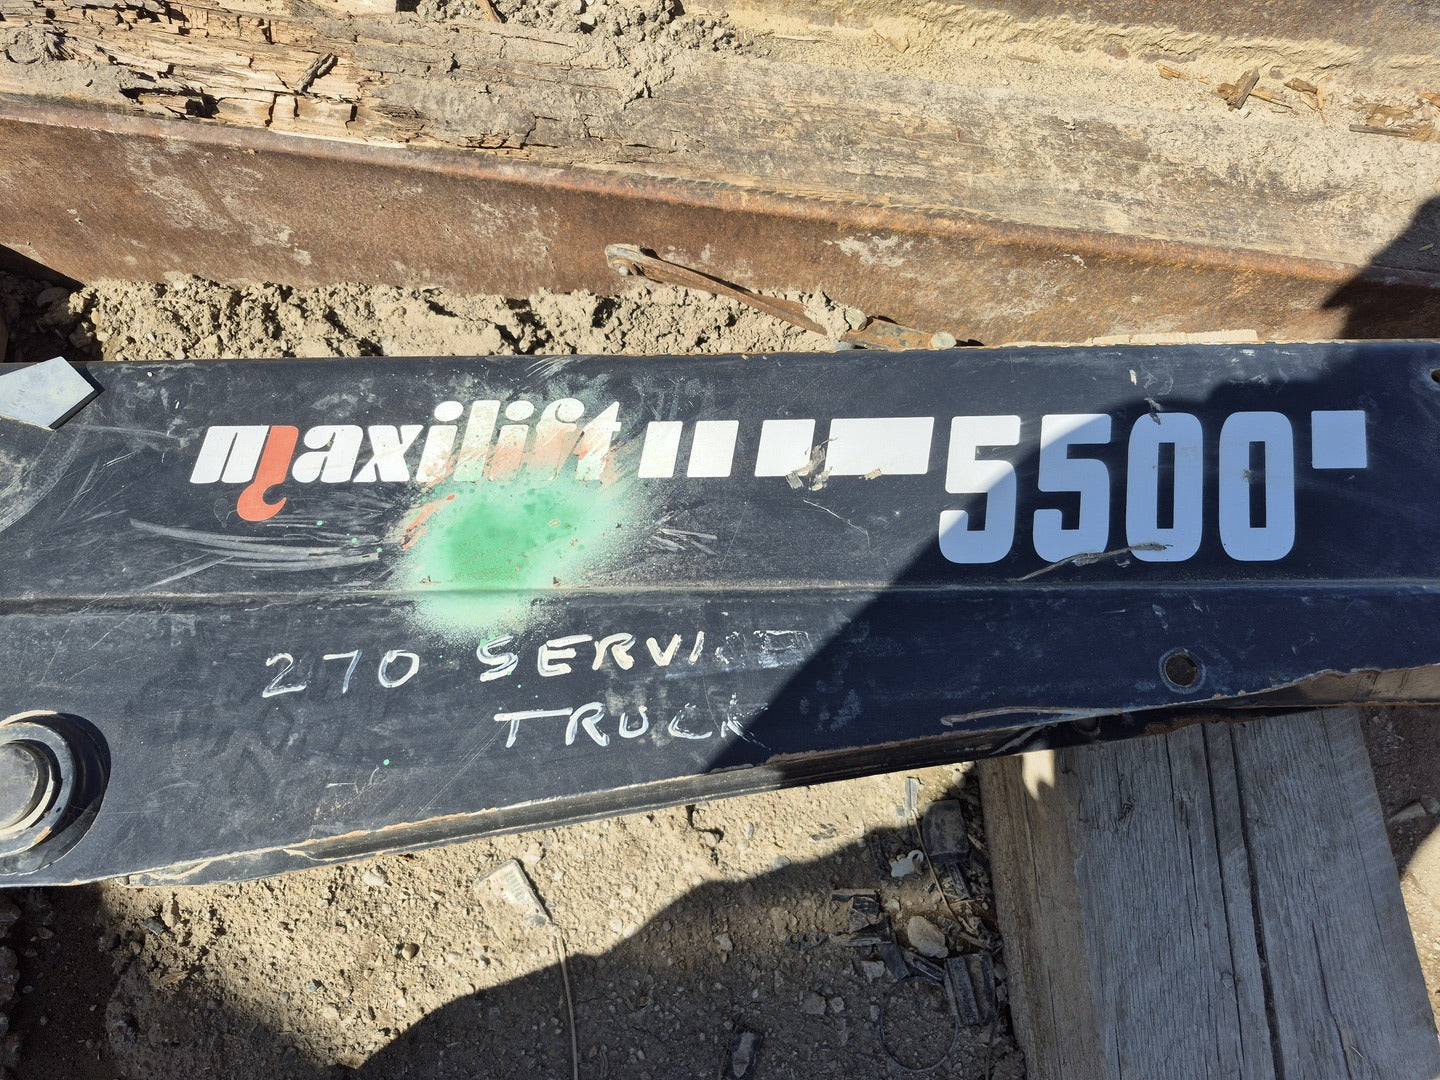 maxilift 5500
270 SERVICE
TRUCK